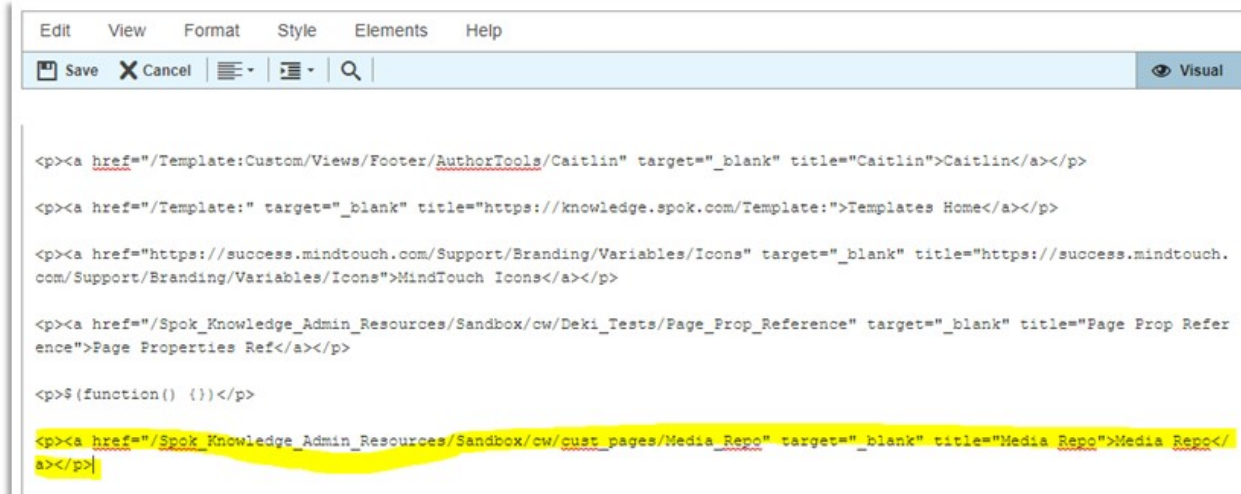 Edit View Format Style Elements Help
Save Cancel Visual
<p><a href="/Template:Custom/Views/Footer/AuthorTools/Caitlin" target="_blank" title="Caitlin">Caitlin</a></p>
<p><a href="/Template:" target="_blank" title="https://knowledge.spok.com/Template:">Templates Home</a></p>
<p><a href="https://success.mindtouch.com/Support/Branding/Variables/Icons" target="_blank" title="https://success.mindtouch.
com/Support/Branding/Variables/Icons">MindTouch Icons</a></p>
<p><a href="/Spok_Knowledge_Admin_Resources/Sandbox/cw/Deki_Tests/Page_Prop_Reference" target="_blank" title="Page Prop Refer
ence">Page Properties Ref</a></p>
<p>$(function() {})</p>
<p><a href="/Spok_Knowledge_Admin_Resources/Sandbox/cw/cust_pages/Media_Repo" target="_blank" title="Media Repo">Media Repo</
a></p>